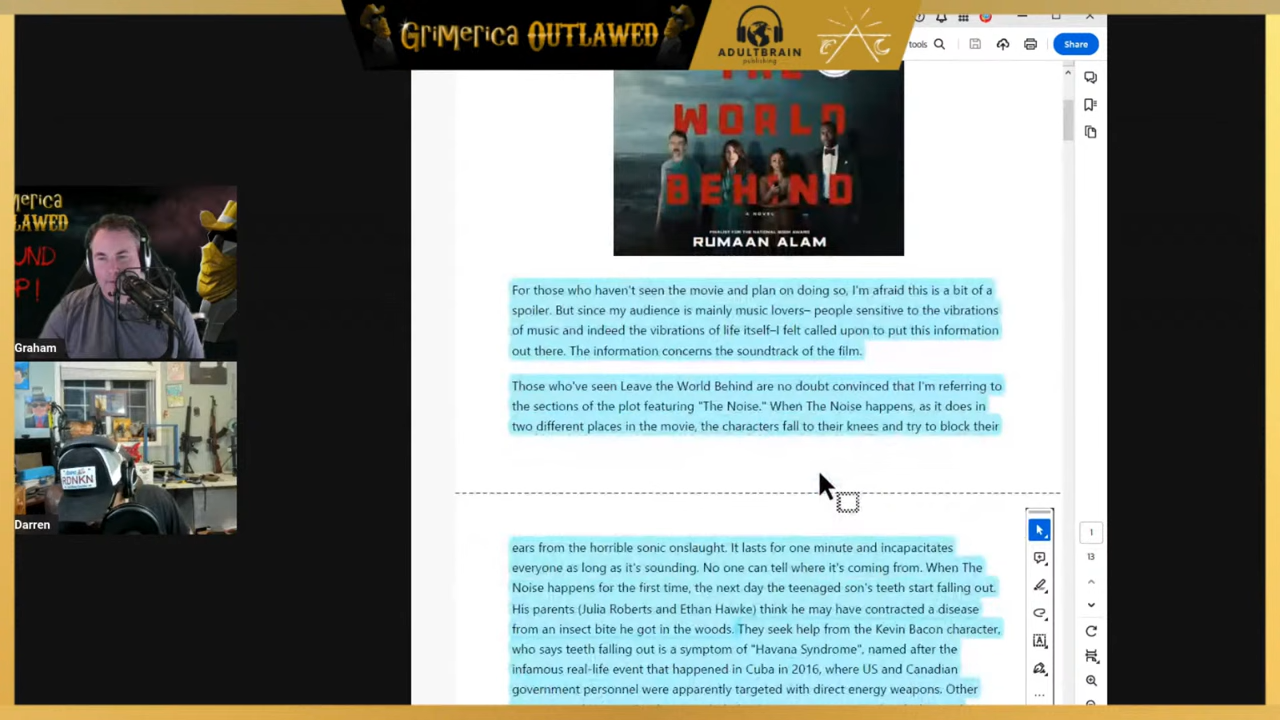 GriMerica OUTLAWED
ADULTBRAIN
publishing
tools
Share
THE
WORLD
BEHIND
A NOVEL
FINALIST FOR THE NATIONAL BOOK AWARD
RUMAAN ALAM
merica
TLAWED
UND
P!
Graham
RDNKN
Darren
For those who haven't seen the movie and plan on doing so, I'm afraid this is a bit of a
spoiler. But since my audience is mainly music lovers– people sensitive to the vibrations
of music and indeed the vibrations of life itself–I felt called upon to put this information
out there. The information concerns the soundtrack of the film.
Those who've seen Leave the World Behind are no doubt convinced that I'm referring to
the sections of the plot featuring "The Noise." When The Noise happens, as it does in
two different places in the movie, the characters fall to their knees and try to block their
ears from the horrible sonic onslaught. It lasts for one minute and incapacitates
everyone as long as it's sounding. No one can tell where it's coming from. When The
Noise happens for the first time, the next day the teenaged son's teeth start falling out.
His parents (Julia Roberts and Ethan Hawke) think he may have contracted a disease
from an insect bite he got in the woods. They seek help from the Kevin Bacon character,
who says teeth falling out is a symptom of "Havana Syndrome", named after the
infamous real-life event that happened in Cuba in 2016, where US and Canadian
government personnel were apparently targeted with direct energy weapons. Other
1
13